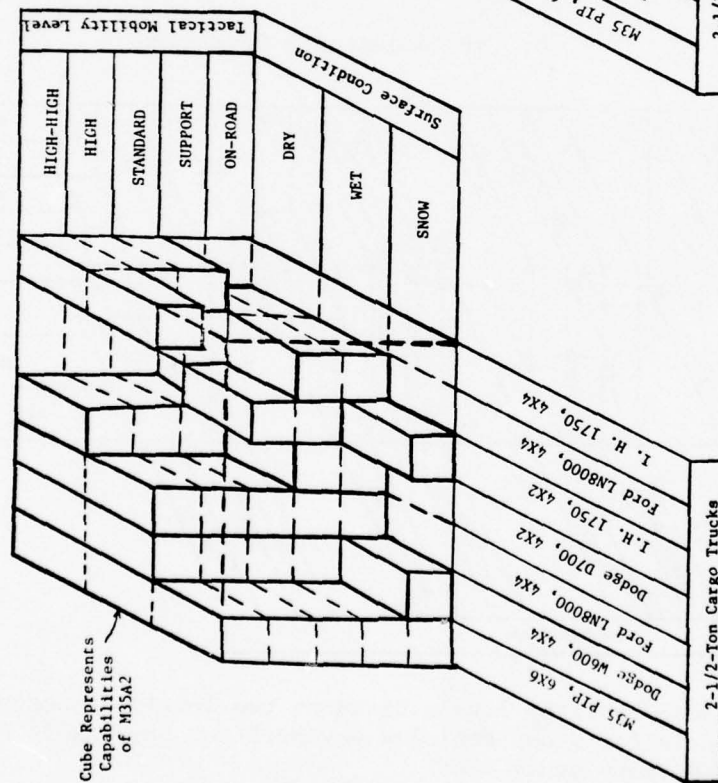 Cube Represents
Capabilities
of M35A2
Tactical Mobility Level
HIGH-HIGH
HIGH
STANDARD
SUPPORT
ON-ROAD
Surface Condition
DRY
WET
SNOW
M35 PIP, 6X6
Dodge W600, 4X4
Ford LN8000, 4X4
Dodge D700, 4X2
I.H. 1750, 4X2
Ford LN8000, 4X4
I. H. 1750, 4X4
2-1/2-Ton Cargo Trucks
M35 PIP,
2-1/